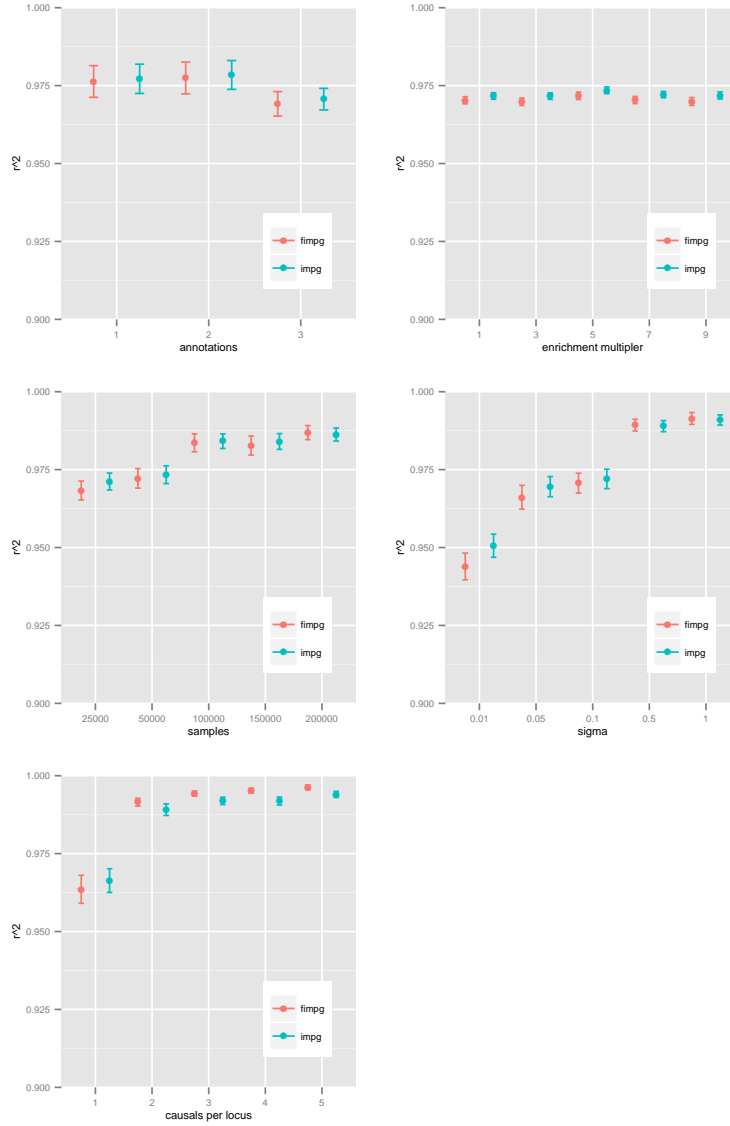 1.000
0.975
0.950
0.925
0.900
r^2
fimpg
impg
1 2 3
annotations
1.000
0.975
0.950
0.925
0.900
r^2
fimpg
impg
1 3 5 7 9
enrichment multipler
1.000
0.975
0.950
0.925
0.900
r^2
fimpg
impg
25000 50000 100000 150000 200000
samples
1.000
0.975
0.950
0.925
0.900
r^2
fimpg
impg
0.01 0.05 0.1 0.5 1
sigma
1.000
0.975
0.950
0.925
0.900
r^2
fimpg
impg
1 2 3 4 5
causals per locus